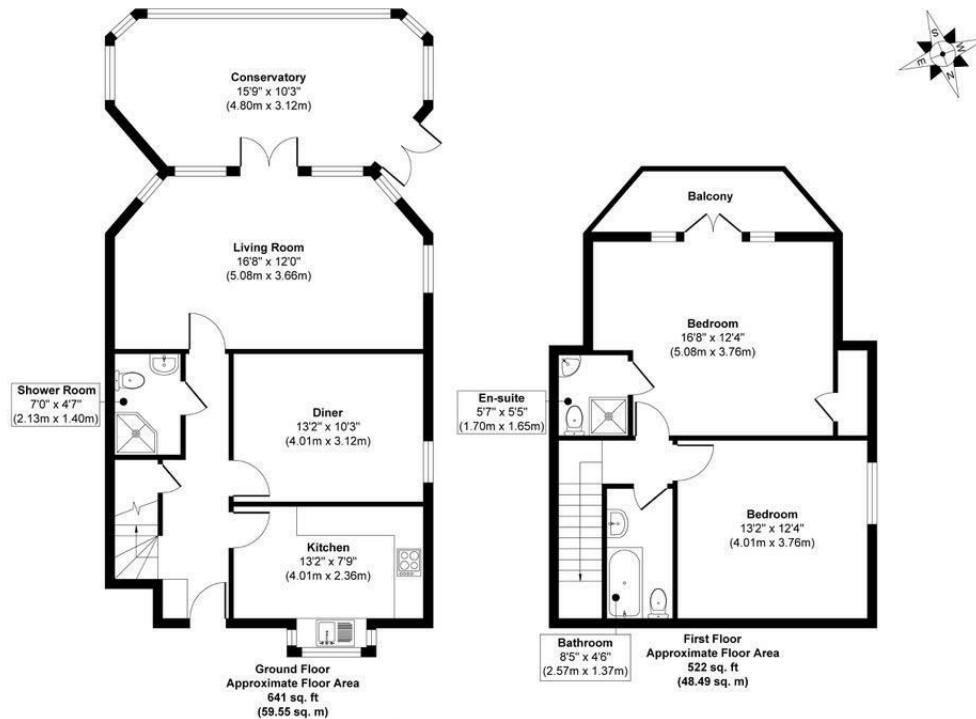 Conservatory
15'9" x 10'3"
(4.80m x 3.12m)
S
W
E
N
Living Room
16'8" x 12'0"
(5.08m x 3.66m)
Shower Room
7'0" x 4'7"
(2.13m x 1.40m)
Diner
13'2" x 10'3"
(4.01m x 3.12m)
Kitchen
13'2" x 7'9"
(4.01m x 2.36m)
Ground Floor
Approximate Floor Area
641 sq. ft
(59.55 sq. m)
Balcony
Bedroom
16'8" x 12'4"
(5.08m x 3.76m)
En-suite
5'7" x 5'5"
(1.70m x 1.65m)
Bedroom
13'2" x 12'4"
(4.01m x 3.76m)
Bathroom
8'5" x 4'6"
(2.57m x 1.37m)
First Floor
Approximate Floor Area
522 sq. ft
(48.49 sq. m)